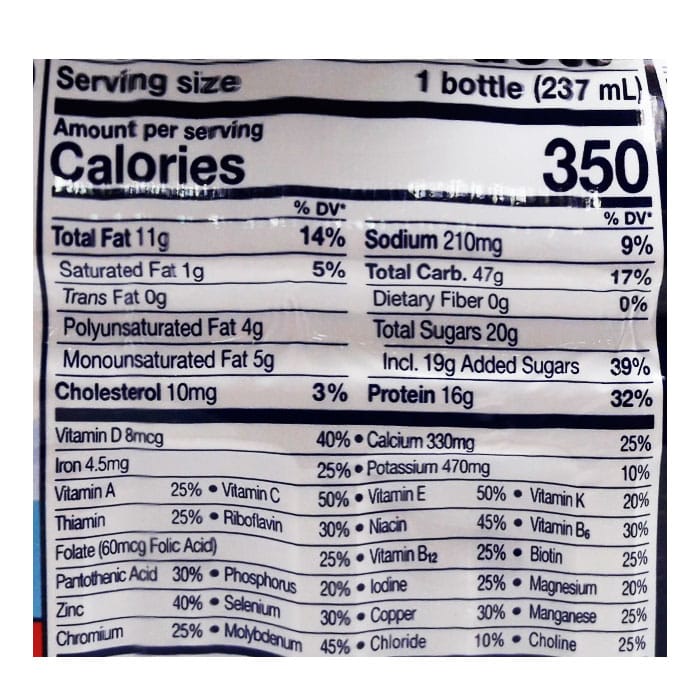 Serving size 1 bottle (237 mL)
Amount per serving
Calories 350
% DV* % DV*
Total Fat 11g 14% Sodium 210mg 9%
Saturated Fat 1g 5% Total Carb. 47g 17%
Trans Fat 0g Dietary Fiber 0g 0%
Polyunsaturated Fat 4g Total Sugars 20g
Monounsaturated Fat 5g Incl. 19g Added Sugars 39%
Cholesterol 10mg 3% Protein 16g 32%
Vitamin D 8mcg 40% • Calcium 330mg 25%
Iron 4.5mg 25% • Potassium 470mg 10%
Vitamin A 25% • Vitamin C 50% • Vitamin E 50% • Vitamin K 20%
Thiamin 25% • Riboflavin 30% • Niacin 45% • Vitamin B6 30%
Folate (60mcg Folic Acid) 25% • Vitamin B12 25% • Biotin 25%
Pantothenic Acid 30% • Phosphorus 20% • Iodine 25% • Magnesium 20%
Zinc 40% • Selenium 30% • Copper 30% • Manganese 25%
Chromium 25% • Molybdenum 45% • Chloride 10% • Choline 25%